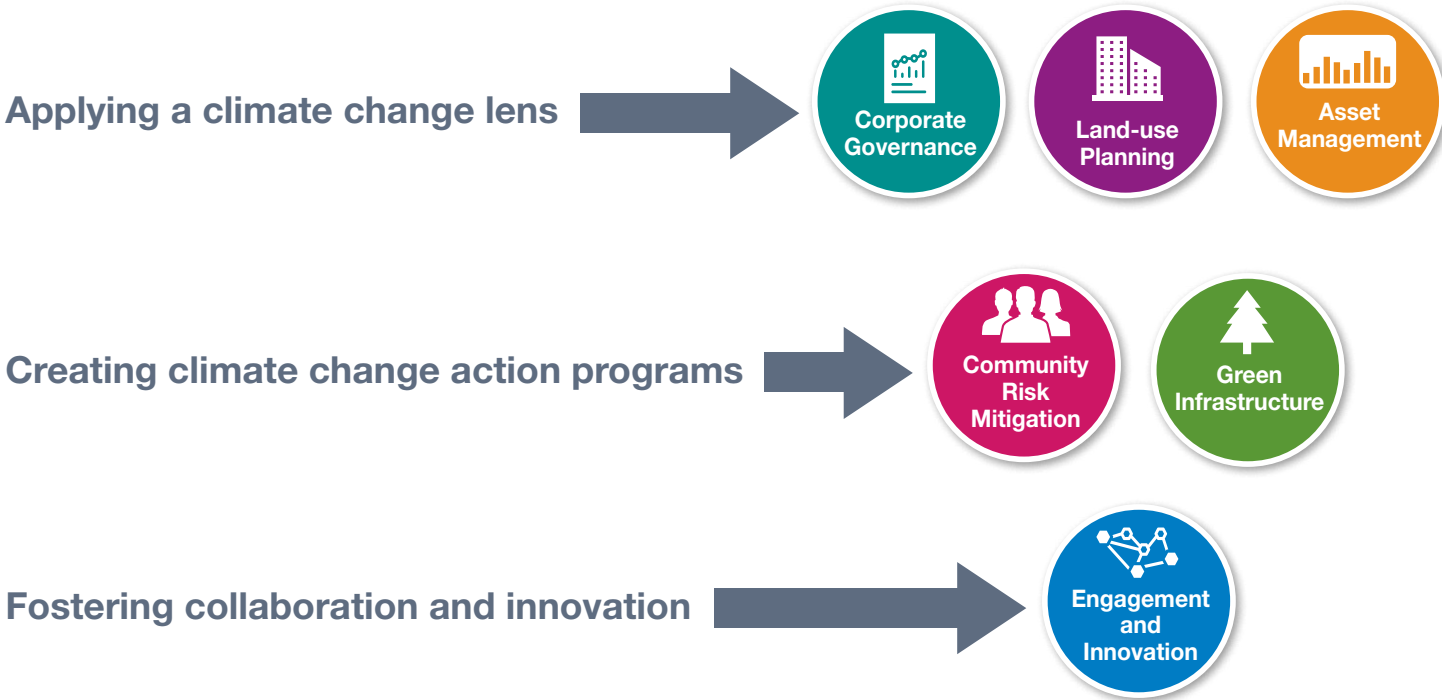 Applying a climate change lens
Corporate
Governance
Land-use
Planning
Asset
Management
Creating climate change action programs
Community
Risk
Mitigation
Green
Infrastructure
Fostering collaboration and innovation
Engagement
and
Innovation